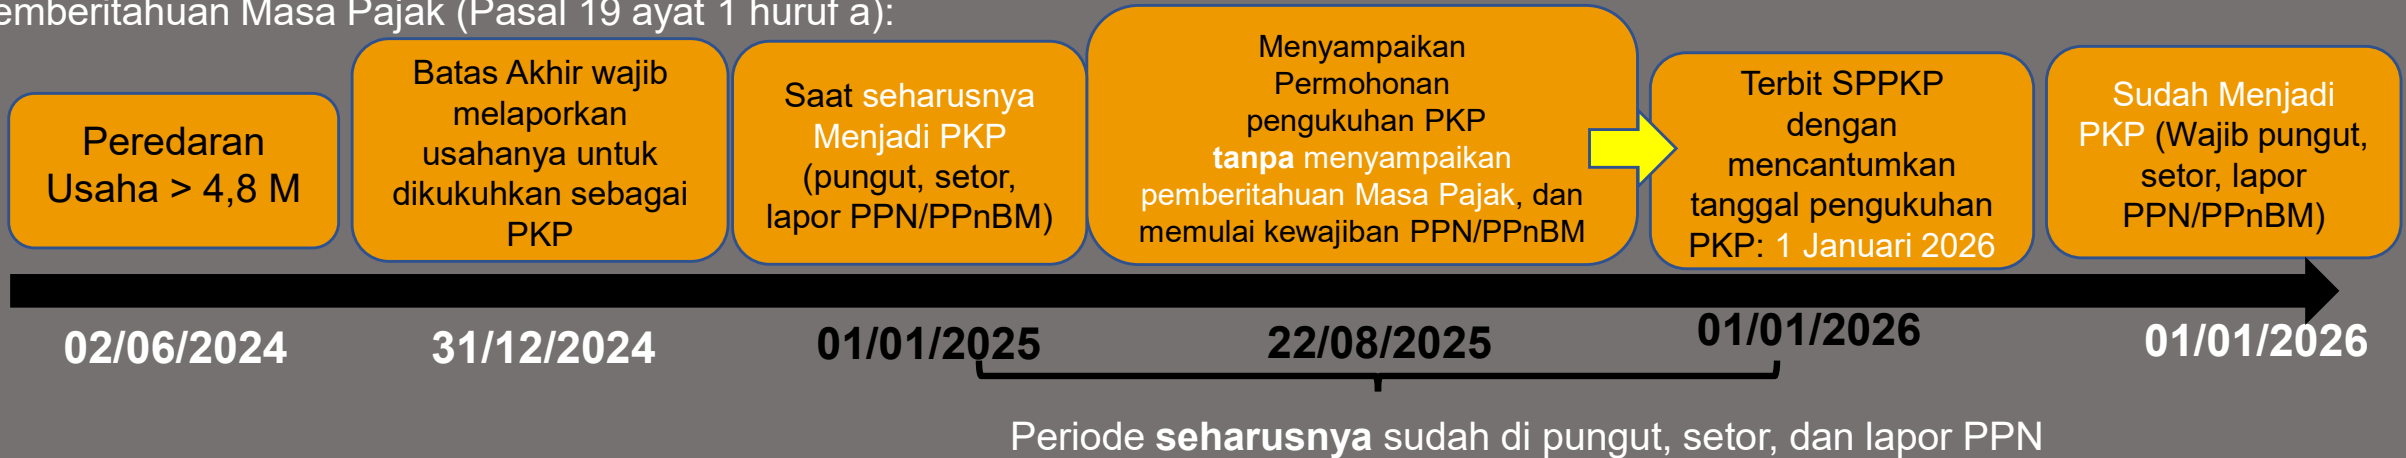 emberitahuan Masa Pajak (Pasal 19 ayat 1 huruf a):
Peredaran
Usaha > 4,8 M
Batas Akhir wajib
melaporkan
usahanya untuk
dikukuhkan sebagai
PKP
Saat seharusnya
Menjadi PKP
(pungut, setor,
lapor PPN/PPnBM)
Menyampaikan
Permohonan
pengukuhan PKP
tanpa menyampaikan
pemberitahuan Masa Pajak, dan
memulai kewajiban PPN/PPnBM
Terbit SPPKP
dengan
mencantumkan
tanggal pengukuhan
PKP: 1 Januari 2026
Sudah Menjadi
PKP (Wajib pungut,
setor, lapor
PPN/PPnBM)
02/06/2024
31/12/2024
01/01/2025
22/08/2025
01/01/2026
01/01/2026
Periode seharusnya sudah di pungut, setor, dan lapor PPN